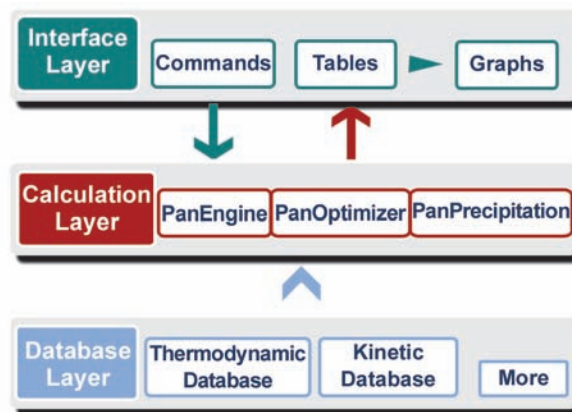 Interface
Layer
Commands
Tables
Graphs
Calculation
Layer
PanEngine
PanOptimizer
PanPrecipitation
Database
Layer
Thermodynamic
Database
Kinetic
Database
More